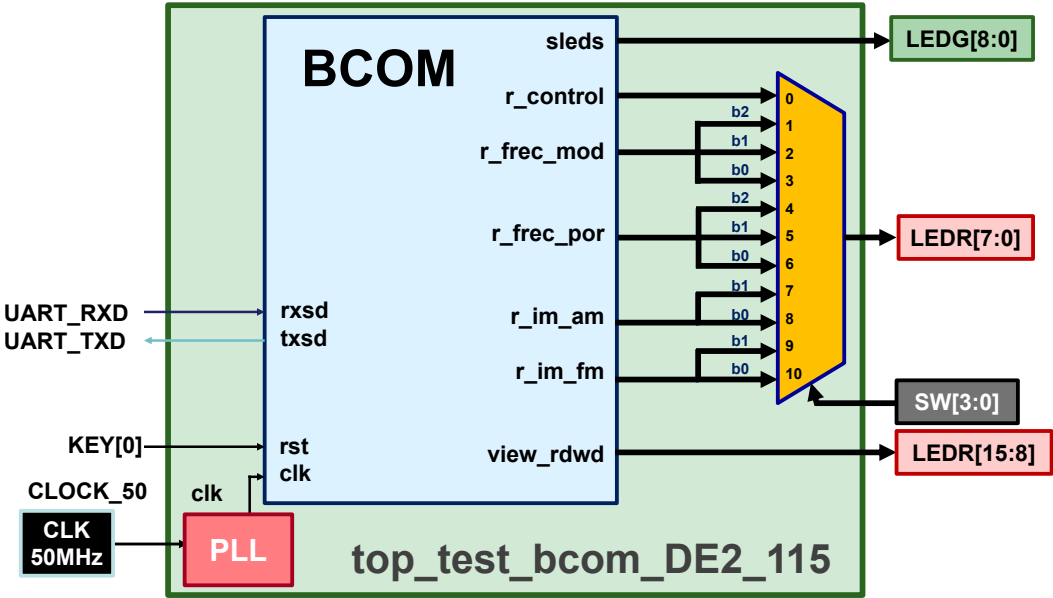 BCOM
sleds
r_control
r_frec_mod
r_frec_por
r_im_am
r_im_fm
view_rdwd
rxsd
txsd
rst
clk
b2
b1
b0
b2
b1
b0
b1
b0
b1
b0
0
1
2
3
4
5
6
7
8
9
10
LEDG[8:0]
LEDR[7:0]
SW[3:0]
LEDR[15:8]
UART_RXD
UART_TXD
KEY[0]
CLOCK_50
clk
CLK
50MHz
PLL
top_test_bcom_DE2_115